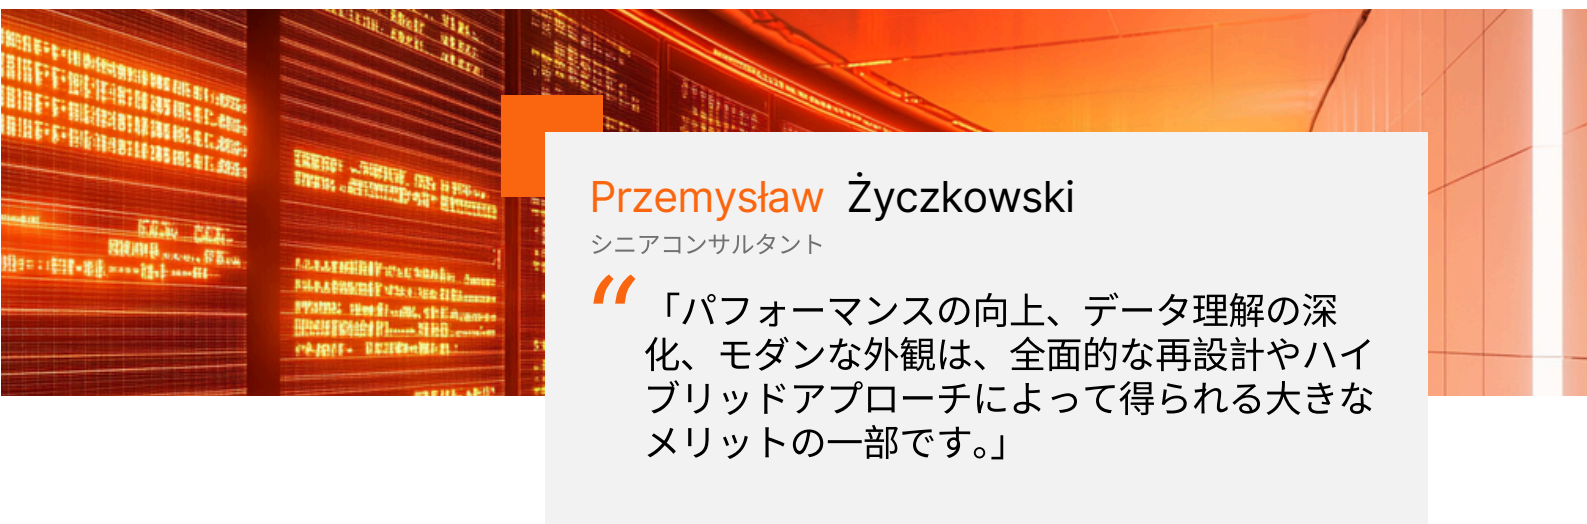 Przemysław Życzkowski
シニアコンサルタント
“「パフォーマンスの向上、データ理解の深
化、モダンな外観は、全面的な再設計やハイ
ブリッドアプローチによって得られる大きな
メリットの一部です。」